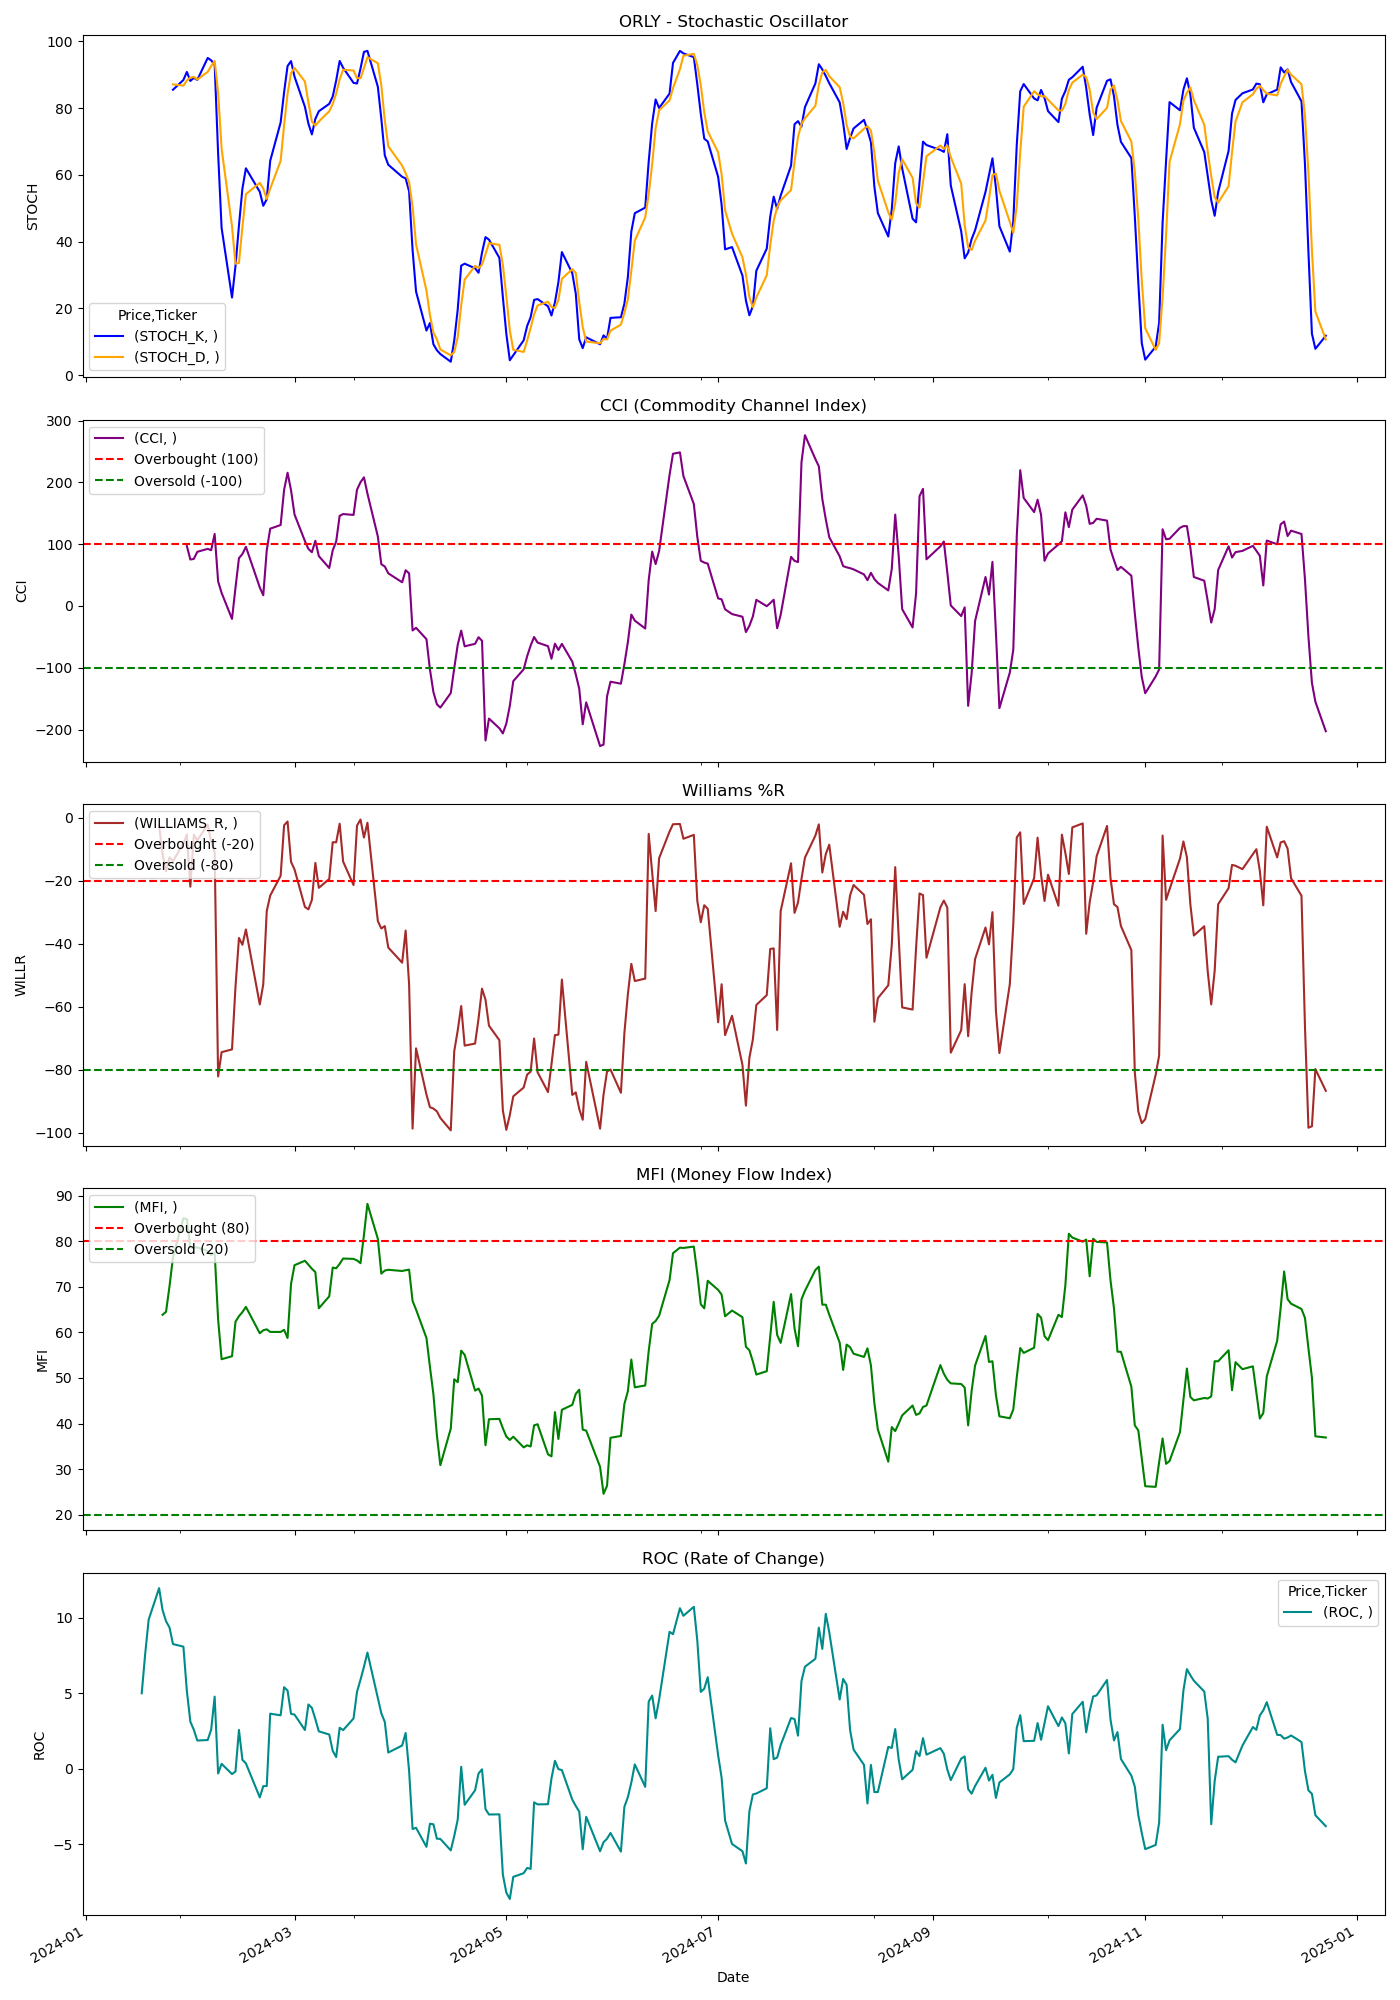 ORLY - Stochastic Oscillator
100
80
60
40
20
0
STOCH
Price,Ticker
(STOCH_K, )
(STOCH_D, )
CCI (Commodity Channel Index)
300
200
100
0
−100
−200
CCI
(CCI, )
Overbought (100)
Oversold (-100)
Williams %R
0
−20
−40
−60
−80
−100
WILLR
(WILLIAMS_R, )
Overbought (-20)
Oversold (-80)
MFI (Money Flow Index)
90
80
70
60
50
40
30
20
MFI
(MFI, )
Overbought (80)
Oversold (20)
ROC (Rate of Change)
10
5
0
−5
ROC
Price,Ticker
(ROC, )
2024-01
2024-03
2024-05
2024-07
2024-09
2024-11
2025-01
Date